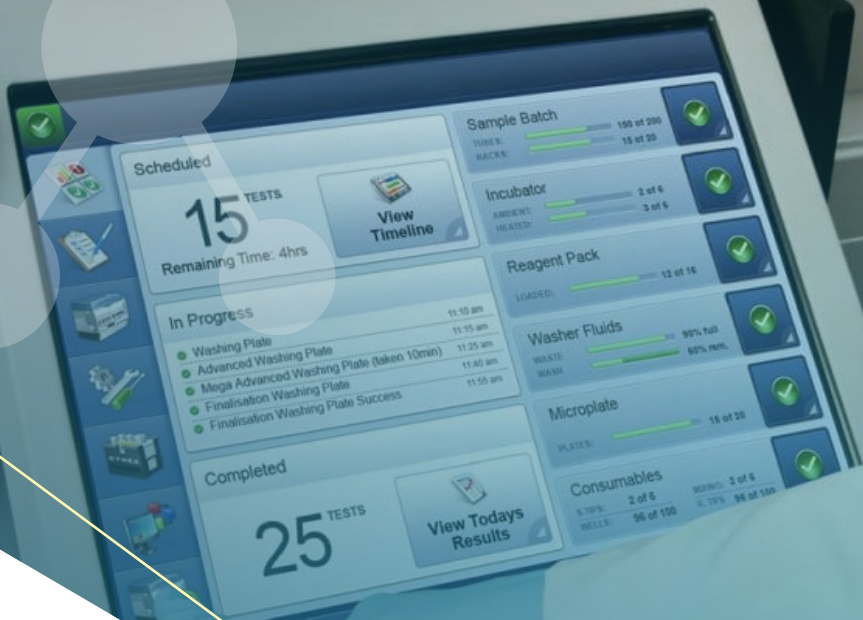 Scheduled
15 TESTS
Remaining Time: 4hrs
View
Timeline
In Progress
Washing Plate 11:10 am
Advanced Washing Plate 11:15 am
Mega Advanced Washing Plate (taken 10min) 11:25 am
Finalisation Washing Plate 11:40 am
Finalisation Washing Plate Success 11:55 am
Completed
25 TESTS
View Todays
Results
Sample Batch
TUBES: 150 of 200
RACKS: 15 of 20
Incubator
AMBIENT: 2 of 6
HEATED: 3 of 6
Reagent Pack
LOADED: 12 of 16
Washer Fluids
WASTE 90% full
WASH 60% rem.
Microplate
PLATES: 15 of 20
Consumables
S.TIPS: 2 of 6
WELLS: 96 of 100
2 of 6
R. TIPS 96 of 100
DYNEX